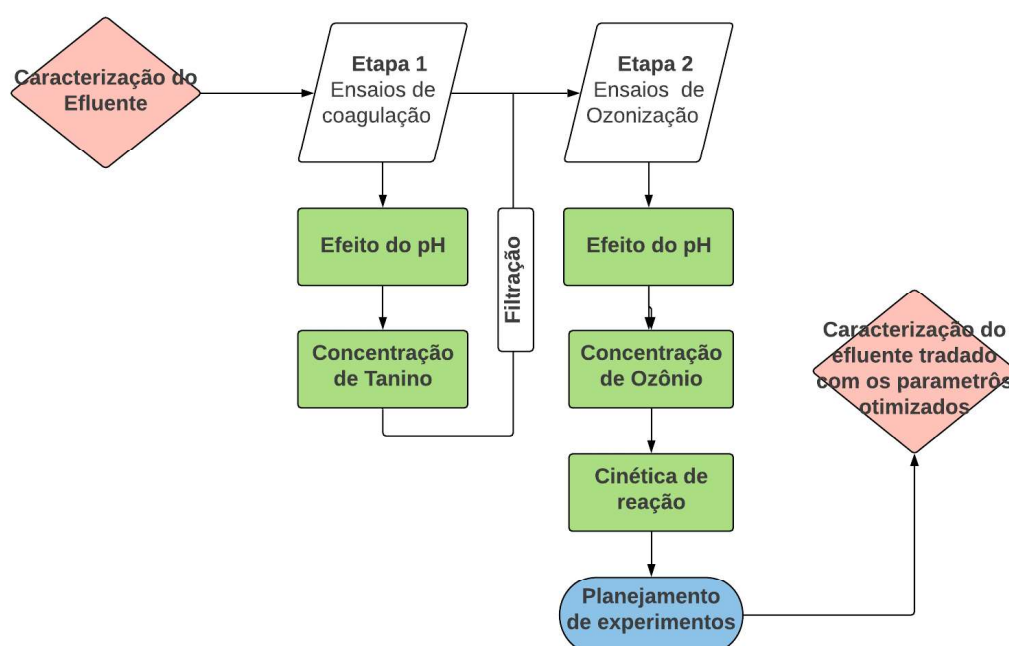 Caracterização do
Efluente
Etapa 1
Ensaios de
coagulação
Etapa 2
Ensaios de
Ozonização
Efeito do pH
Concentração
de Tanino
Filtração
Efeito do pH
Concentração
de Ozônio
Cinética de
reação
Planejamento
de experimentos
Caracterização do
efluente tradado
com os parametrôs
otimizados